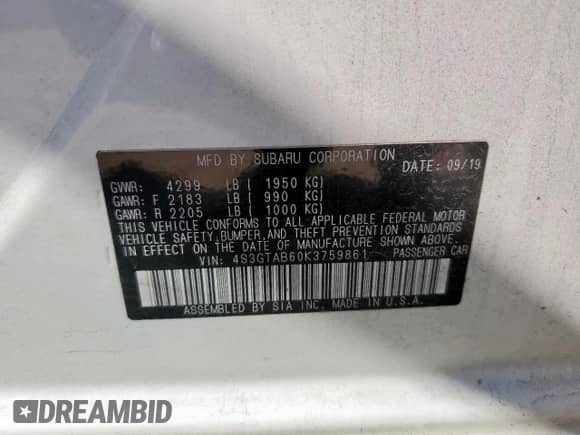 MFD BY SUBARU CORPORATION
DATE: 09/19
GVWR: 4299 LB ( 1950 KG)
GAWR: F 2183 LB ( 990 KG)
GAWR: R 2205 LB ( 1000 KG)
THIS VEHICLE CONFORMS TO ALL APPLICABLE FEDERAL MOTOR
VEHICLE SAFETY, BUMPER, AND THEFT PREVENTION STANDARDS
IN EFFECT ON THE DATE OF MANUFACTURE SHOWN ABOVE.
VIN: 4S3GTAB60K3759861 PASSENGER CAR
ASSEMBLED BY SIA INC. MADE IN U.S.A.
DREAMBID